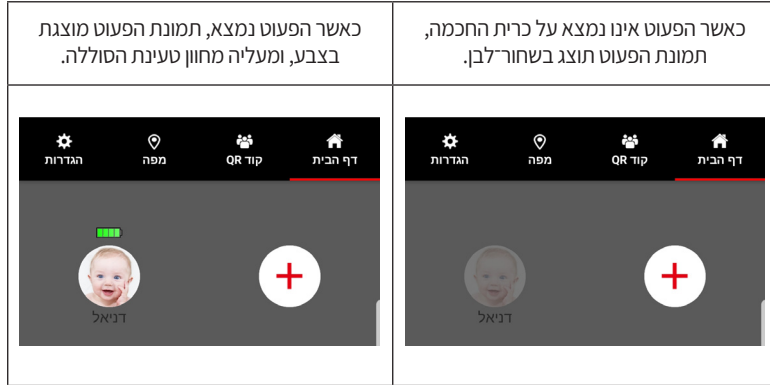 כאשר הפעוט אינו נמצא על כרית החכמה,
תמונת הפעוט תוצג בשחור־לבן.
כאשר הפעוט נמצא, תמונת הפעוט מוצגת
בצבע, ומעליה מחוון טעינת הסוללה.
דף הבית
קוד QR
מפה
הגדרות
דניאל
דף הבית
קוד QR
מפה
הגדרות
דניאל